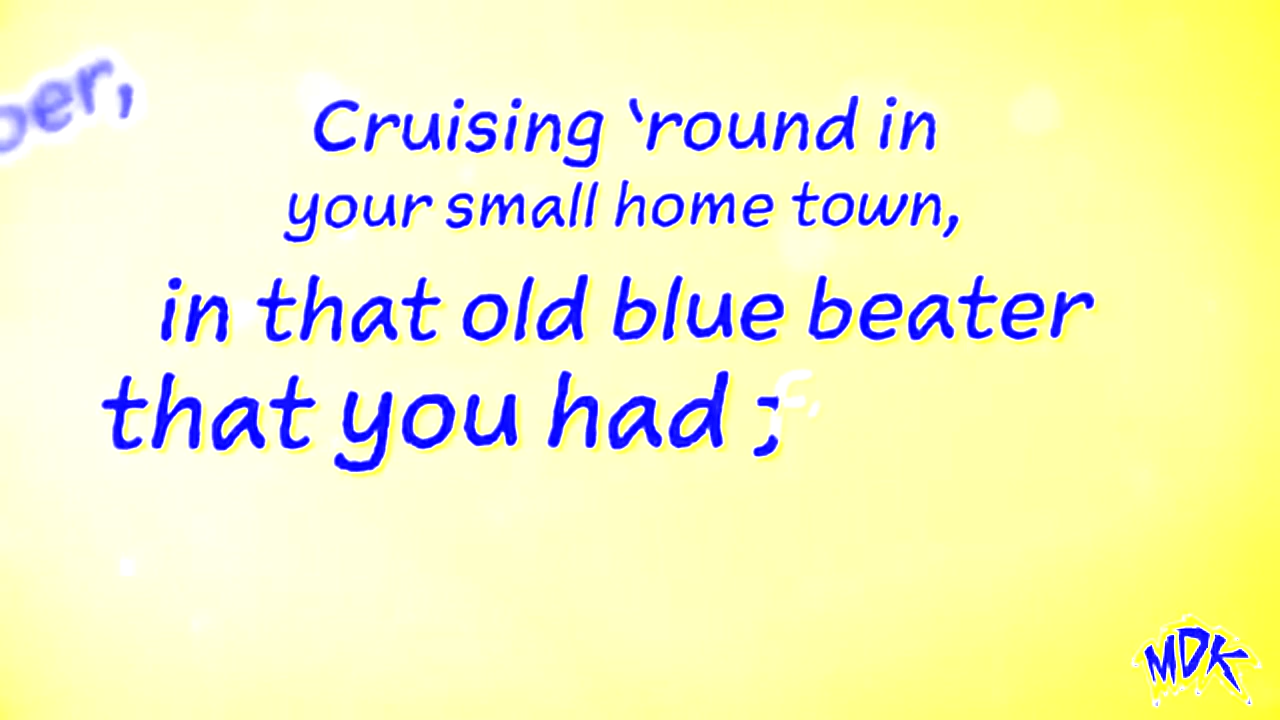 Cruising ‘round in
your small home town,
in that old blue beater
that you had
MDK